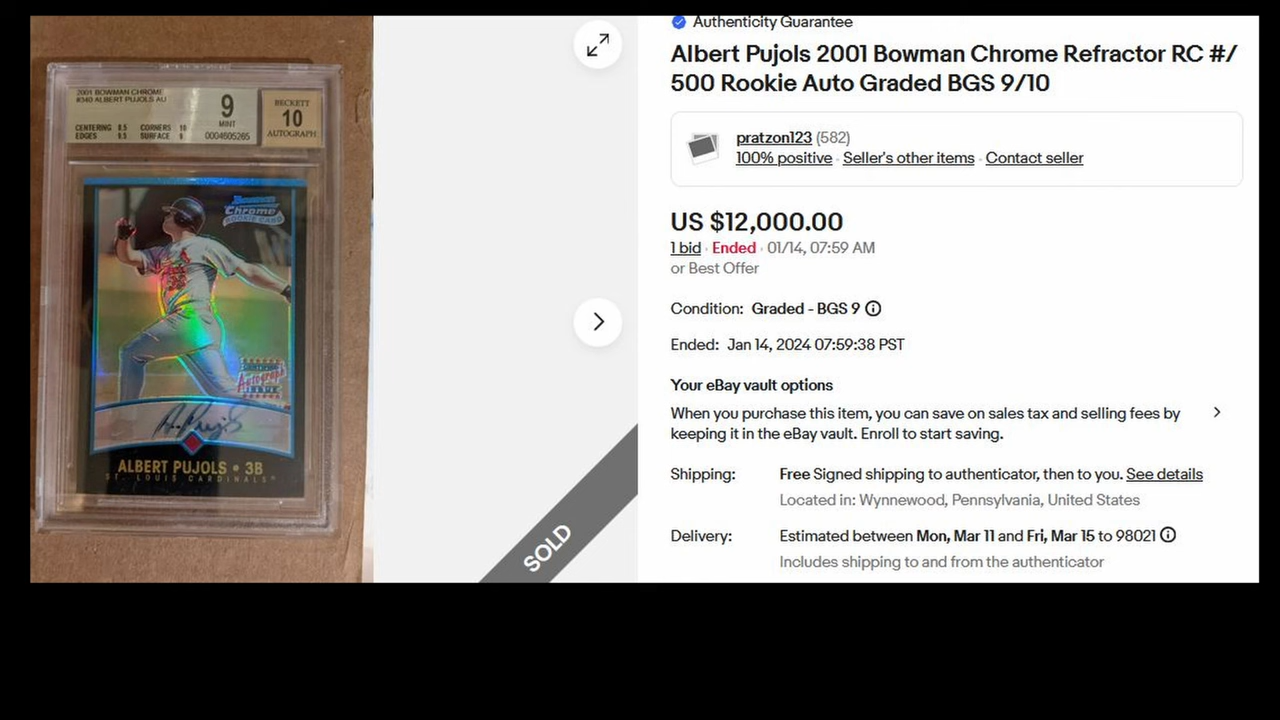 2001 BOWMAN CHROME
#340 ALBERT PUJOLS AU
9
MINT
CENTERING 8.5 CORNERS 10
EDGES 9.5 SURFACE 9
0004695265
BECKETT
10
AUTOGRAPH
Bowman
Chrome
ROOKIE CARD
Autograph
A. Pujols
ALBERT PUJOLS • 3B
ST. LOUIS CARDINALS
SOLD
Authenticity Guarantee
Albert Pujols 2001 Bowman Chrome Refractor RC #/
500 Rookie Auto Graded BGS 9/10
pratzon123 (582)
100% positive · Seller's other items · Contact seller
US $12,000.00
1 bid · Ended · 01/14, 07:59 AM
or Best Offer
Condition: Graded - BGS 9
Ended: Jan 14, 2024 07:59:38 PST
Your eBay vault options
When you purchase this item, you can save on sales tax and selling fees by
keeping it in the eBay vault. Enroll to start saving.
Shipping: Free Signed shipping to authenticator, then to you. See details
Located in: Wynnewood, Pennsylvania, United States
Delivery: Estimated between Mon, Mar 11 and Fri, Mar 15 to 98021
Includes shipping to and from the authenticator